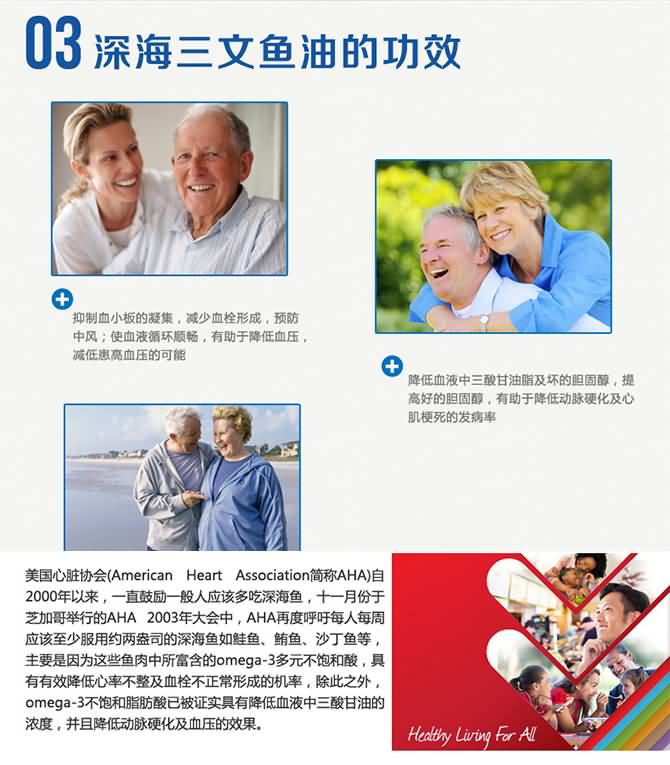 03 深海三文鱼油的功效
抑制血小板的凝集，减少血栓形成，预防
中风；使血液循环顺畅，有助于降低血压，
减低患高血压的可能
降低血液中三酸甘油脂及坏的胆固醇，提
高好的胆固醇，有助于降低动脉硬化及心
肌梗死的发病率
美国心脏协会(American Heart Association简称AHA)自
2000年以来，一直鼓励一般人应该多吃深海鱼，十一月份于
芝加哥举行的AHA 2003年大会中，AHA再度呼吁每人每周
应该至少服用约两盎司的深海鱼如鲑鱼、鲔鱼、沙丁鱼等，
主要是因为这些鱼肉中所富含的omega-3多元不饱和酸，具
有有效降低心率不整及血栓不正常形成的机率，除此之外，
omega-3不饱和脂肪酸已被证实具有降低血液中三酸甘油的
浓度，并且降低动脉硬化及血压的效果。
Healthy Living For All